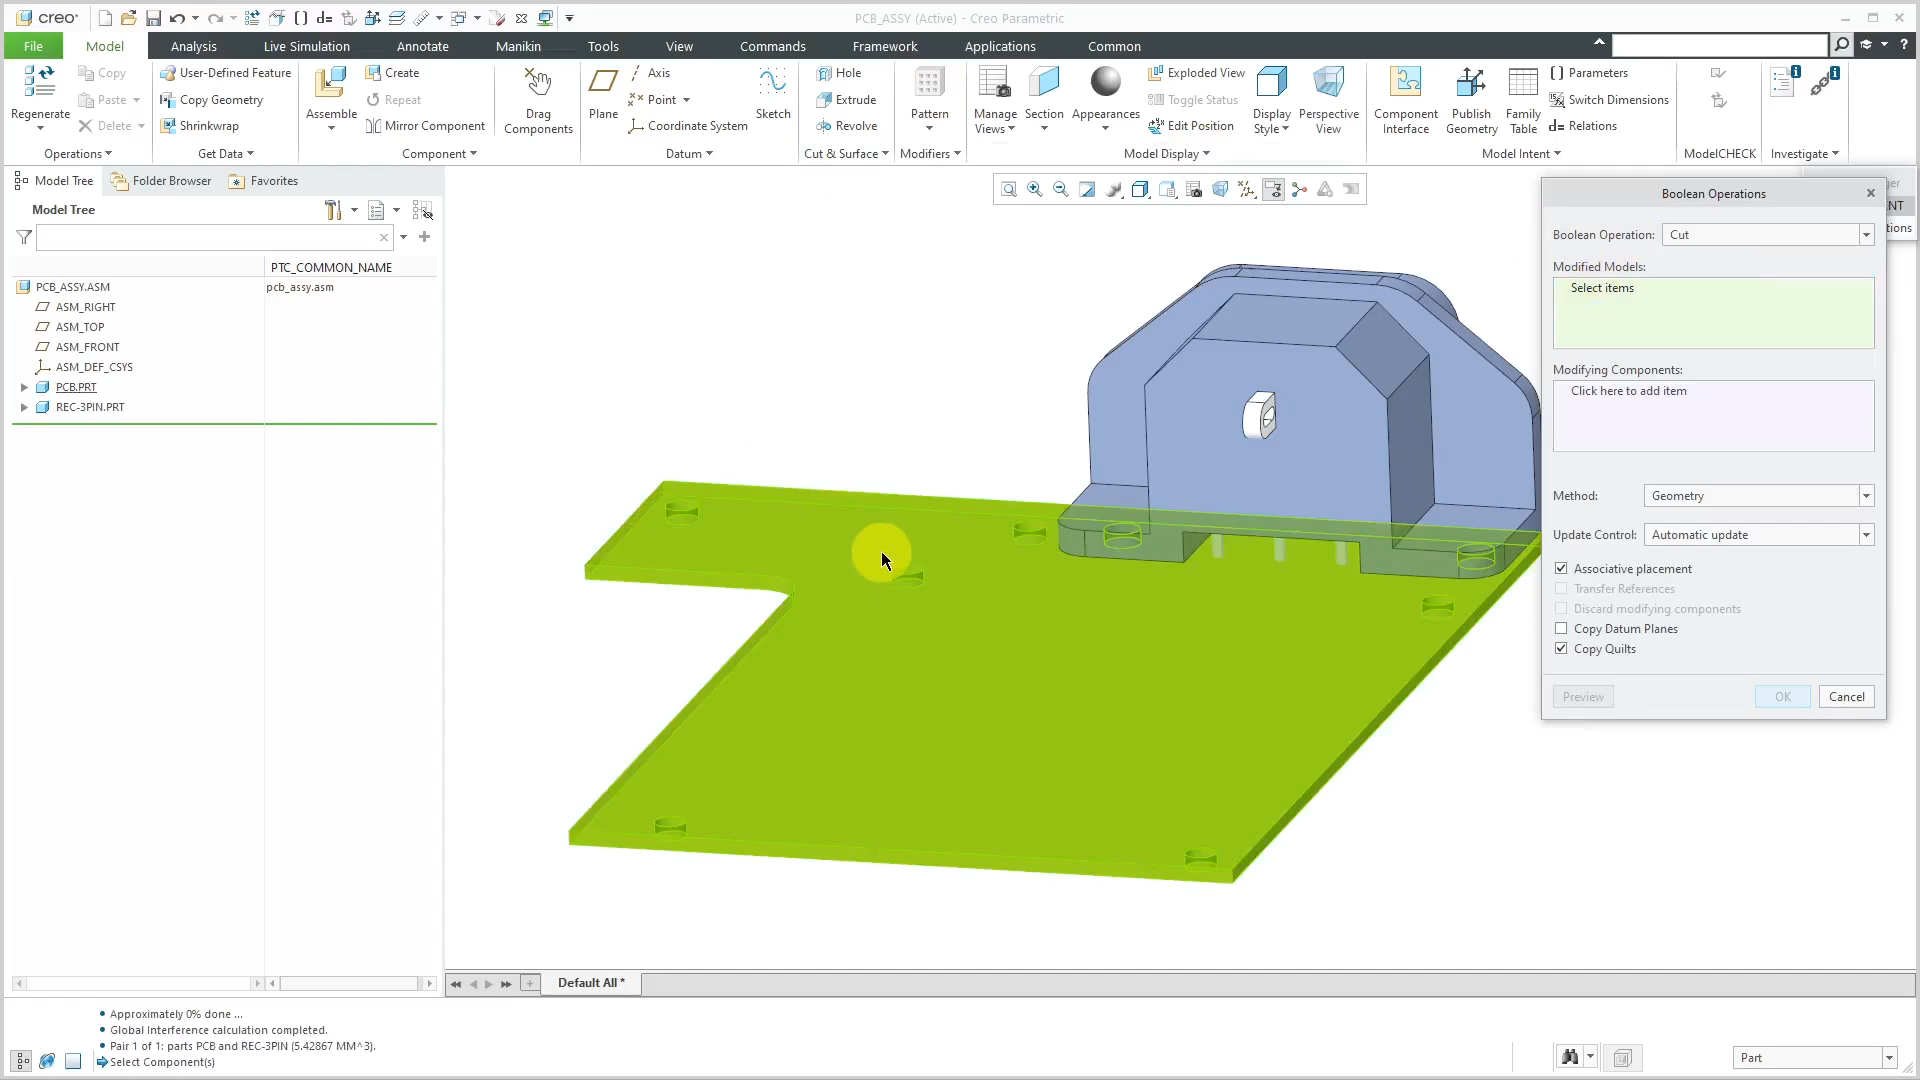 creo
PCB_ASSY (Active) - Creo Parametric
File
Model
Analysis
Live Simulation
Annotate
Manikin
Tools
View
Commands
Framework
Applications
Common
Regenerate
Copy
Paste
Delete
Operations
User-Defined Feature
Copy Geometry
Shrinkwrap
Get Data
Assemble
Create
Repeat
Mirror Component
Component
Drag
Components
Plane
Axis
Point
Coordinate System
Sketch
Datum
Hole
Extrude
Revolve
Cut & Surface
Pattern
Modifiers
Manage
Views
Section
Appearances
Exploded View
Toggle Status
Edit Position
Display
Style
Perspective
View
Model Display
Component
Interface
Publish
Geometry
Family
Table
Parameters
Switch Dimensions
d= Relations
Model Intent
ModelCHECK
Investigate
Model Tree
Folder Browser
Favorites
Model Tree
PTC_COMMON_NAME
PCB_ASSY.ASM
pcb_assy.asm
ASM_RIGHT
ASM_TOP
ASM_FRONT
ASM_DEF_CSYS
PCB.PRT
REC-3PIN.PRT
Boolean Operations
ger
NT
tions
Boolean Operation: Cut
Modified Models:
Select items
Modifying Components:
Click here to add item
Method: Geometry
Update Control: Automatic update
Associative placement
Transfer References
Discard modifying components
Copy Datum Planes
Copy Quilts
Preview
OK
Cancel
Default All *
• Approximately 0% done ...
• Global interference calculation completed.
• Pair 1 of 1: parts PCB and REC-3PIN (5.42867 MM^3).
Select Component(s)
Part